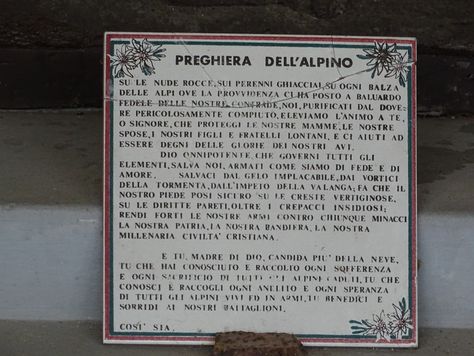 PREGHIERA DELL'ALPINO
SU LE NUDE ROCCE, SUI PERENNI GHIACCIAI, SU OGNI BALZA
DELLE ALPI OVE LA PROVVIDENZA CI HA POSTO A BALUARDO
FEDELE DELLE NOSTRE CONTRADE, NOI, PURIFICATI DAL DOVE-
RE PERICOLOSAMENTE COMPIUTO, ELEVIAMO L'ANIMO A TE,
O SIGNORE, CHE PROTEGGI LE NOSTRE MAMME, LE NOSTRE
SPOSE, I NOSTRI FIGLI E FRATELLI LONTANI, E CI AIUTI AD
ESSERE DEGNI DELLE GLORIE DEI NOSTRI AVI.
DIO ONNIPOTENTE, CHE GOVERNI TUTTI GLI
ELEMENTI, SALVA NOI, ARMATI COME SIAMO DI FEDE E DI
AMORE. SALVACI DAL GELO IMPLACABILE, DAI VORTICI
DELLA TORMENTA, DALL'IMPETO DELLA VALANGA; FA CHE IL
NOSTRO PIEDE POSI SICURO SU LE CRESTE VERTIGINOSE,
SU LE DIRITTE PARETI, OLTRE I CREPACCI INSIDIOSI;
RENDI FORTI LE NOSTRE ARMI CONTRO CHIUNQUE MINACCI
LA NOSTRA PATRIA, LA NOSTRA BANDIERA, LA NOSTRA
MILLENARIA CIVILTA' CRISTIANA.
E TU, MADRE DI DIO, CANDIDA PIU' DELLA NEVE,
TU CHE HAI CONOSCIUTO E RACCOLTO OGNI SOFFERENZA
E OGNI SACRIFICIO DI TUTTI GLI ALPINI CADUTI, TU CHE
CONOSCI E RACCOGLI OGNI ANELITO E OGNI SPERANZA
DI TUTTI GLI ALPINI VIVI ED IN ARMI, TU BENEDICI E
SORRIDI AI NOSTRI BATTAGLIONI.
COSI' SIA.